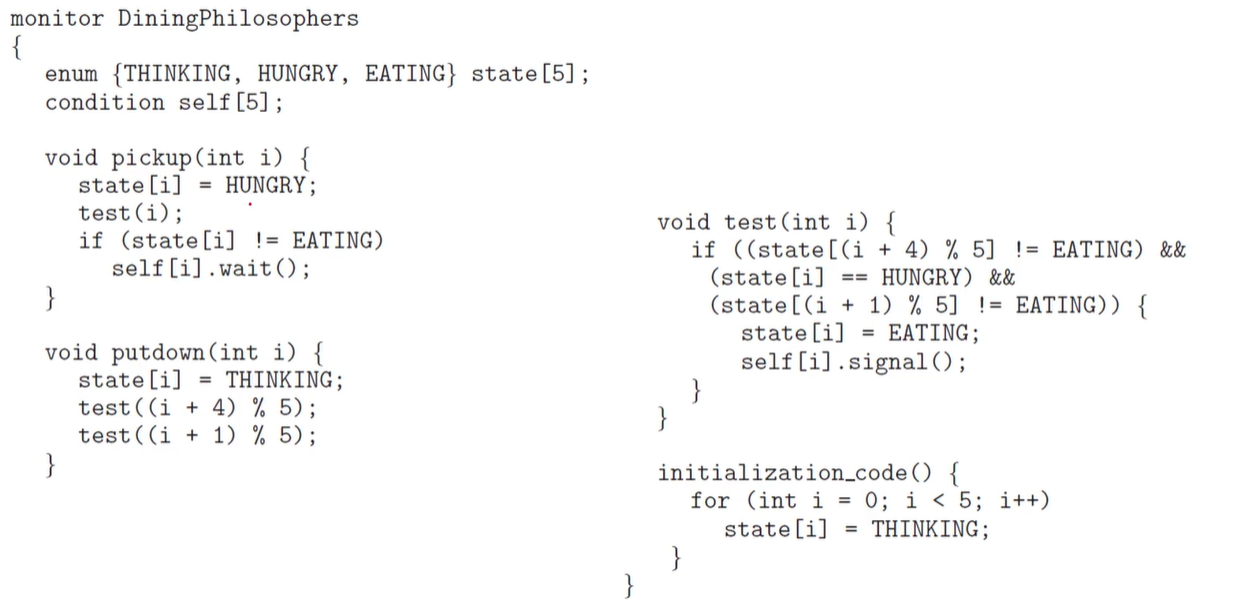 monitor DiningPhilosophers
{
enum {THINKING, HUNGRY, EATING} state[5];
condition self[5];
void pickup(int i) {
state[i] = HUNGRY;
test(i);
if (state[i] != EATING)
self[i].wait();
}
void putdown(int i) {
state[i] = THINKING;
test((i + 4) % 5);
test((i + 1) % 5);
}
void test(int i) {
if ((state[(i + 4) % 5] != EATING) &&
(state[i] == HUNGRY) &&
(state[(i + 1) % 5] != EATING)) {
state[i] = EATING;
self[i].signal();
}
}
initialization_code() {
for (int i = 0; i < 5; i++)
state[i] = THINKING;
}
}